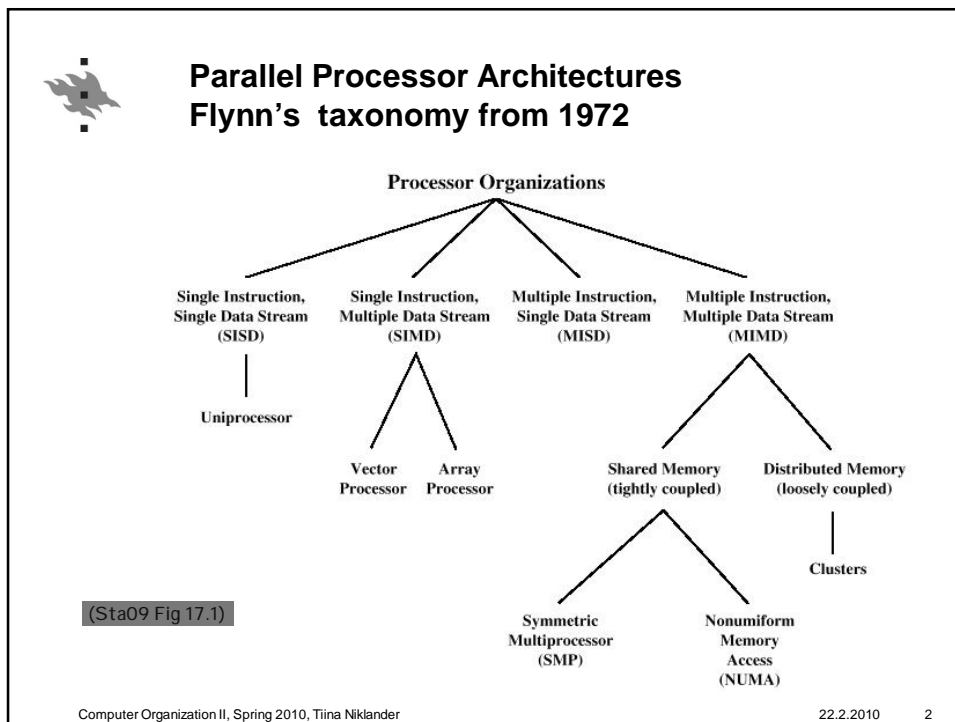 Parallel Processor Architectures
Flynn's  taxonomy from 1972
Processor Organizations
Single Instruction,
Single Data Stream
(SISD)
Single Instruction,
Multiple Data Stream
(SIMD)
Multiple Instruction,
Single Data Stream
(MISD)
Multiple Instruction,
Multiple Data Stream
(MIMD)
Uniprocessor
Vector
Processor
Array
Processor
Shared Memory
(tightly coupled)
Distributed Memory
(loosely coupled)
Clusters
(Sta09 Fig 17.1)
Symmetric
Multiprocessor
(SMP)
Nonumiform
Memory
Access
(NUMA)
Computer Organization II, Spring 2010, Tiina Niklander 22.2.2010 2